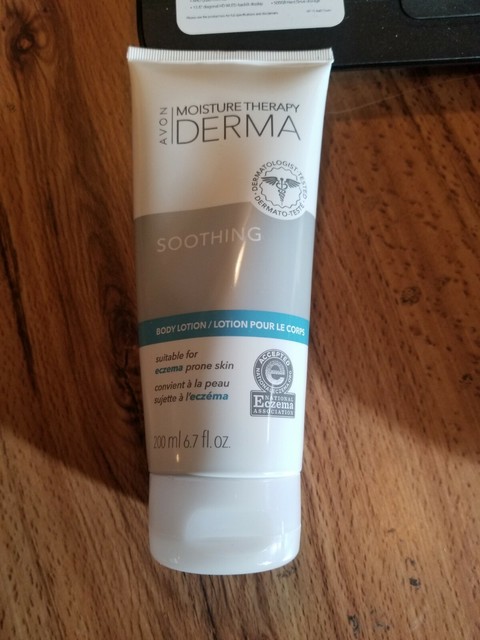 AVON
MOISTURE THERAPY
DERMA
DERMATOLOGIST TESTED
DERMATO-TESTÉ
SOOTHING
BODY LOTION / LOTION POUR LE CORPS
suitable for
eczema prone skin
convient à la peau
sujette à l'eczéma
ACCEPTED
e
NATIONAL
Eczema
ASSOCIATION
200 ml 6.7 fl. oz.